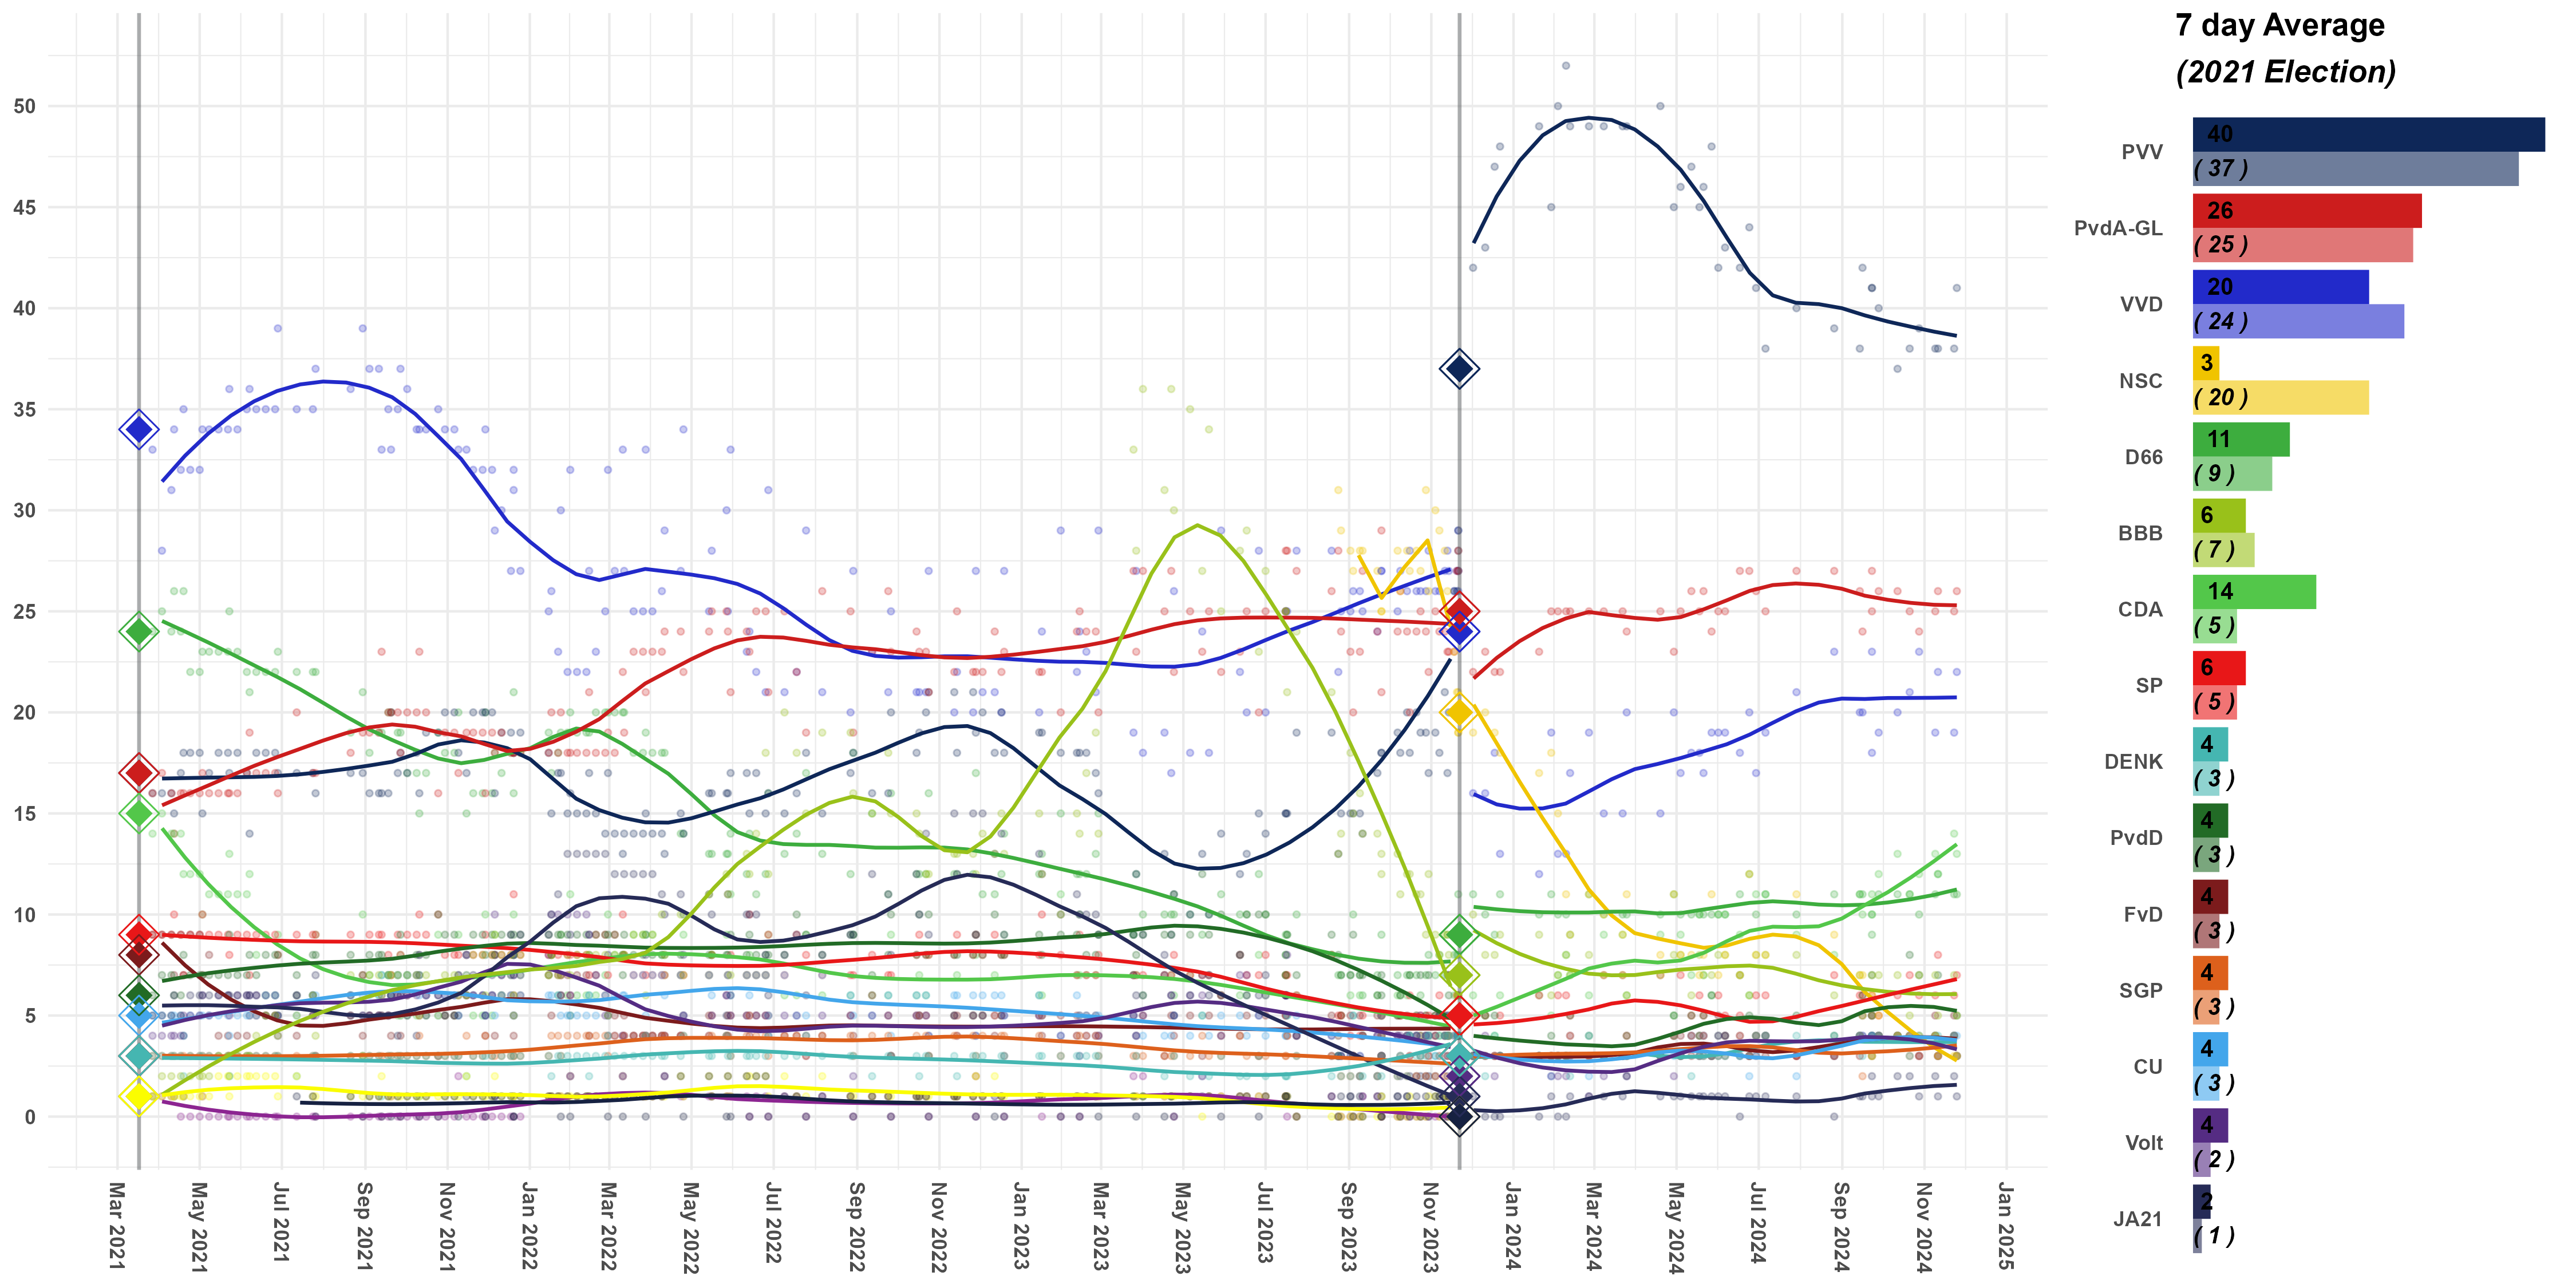 7 day Average
(2021 Election)
50
45
40
35
30
25
20
15
10
5
0
Mar 2021
May 2021
Jul 2021
Sep 2021
Nov 2021
Jan 2022
Mar 2022
May 2022
Jul 2022
Sep 2022
Nov 2022
Jan 2023
Mar 2023
May 2023
Jul 2023
Sep 2023
Nov 2023
Jan 2024
Mar 2024
May 2024
Jul 2024
Sep 2024
Nov 2024
Jan 2025
PVV
40
( 37 )
PvdA-GL
26
( 25 )
VVD
20
( 24 )
NSC
3
( 20 )
D66
11
( 9 )
BBB
6
( 7 )
CDA
14
( 5 )
SP
6
( 5 )
DENK
4
( 3 )
PvdD
4
( 3 )
FvD
4
( 3 )
SGP
4
( 3 )
CU
4
( 3 )
Volt
4
( 2 )
JA21
2
( 1 )